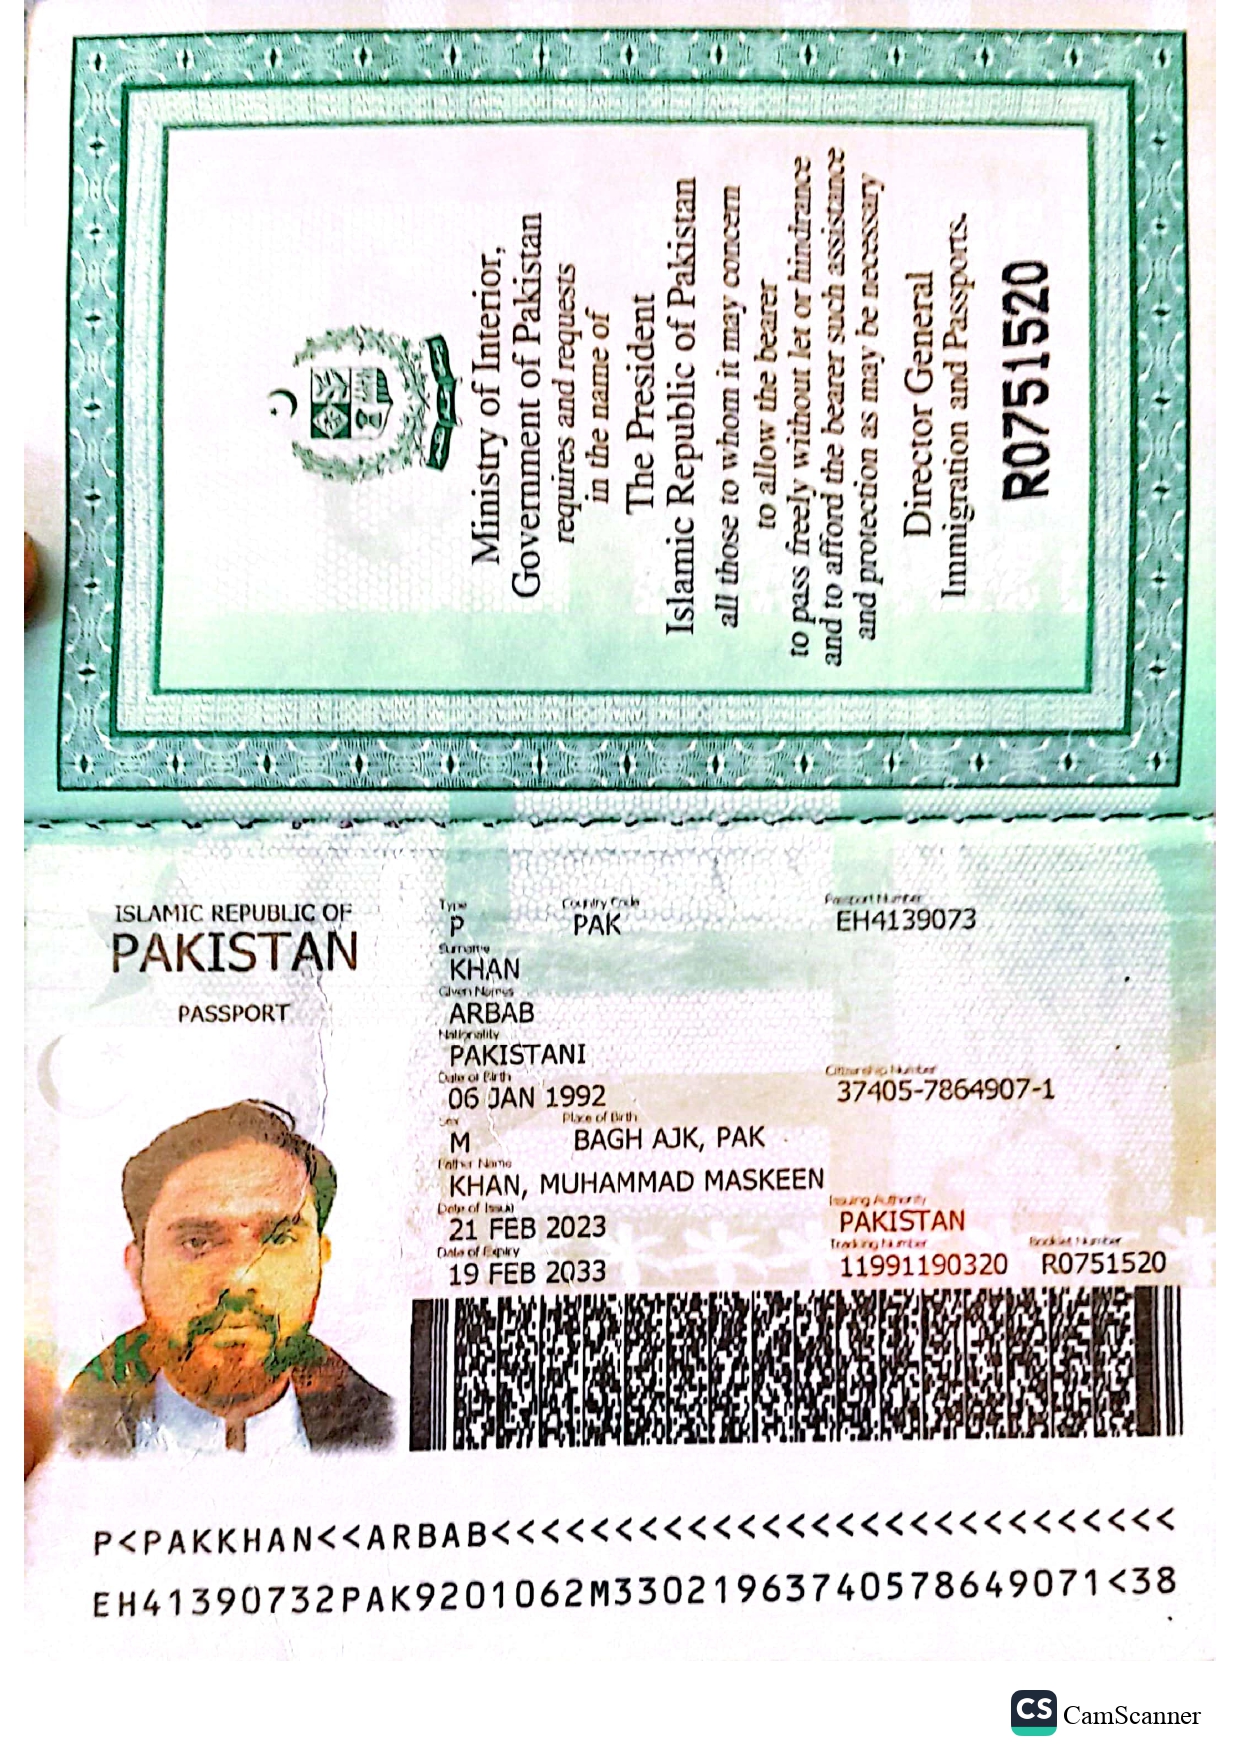 Ministry of Interior,
Government of Pakistan
requires and requests
in the name of
The President
Islamic Republic of Pakistan
all those to whom it may concern
to allow the bearer
to pass freely without let or hindrance
and to afford the bearer such assistance
and protection as may be necessary
Director General
Immigration and Passports.
R0751520
ISLAMIC REPUBLIC OF
PAKISTAN
PASSPORT
Type Country Code Passport Number
P PAK EH4139073
Surname
KHAN
Given Names
ARBAB
Nationality
PAKISTANI
Date of Birth Citizenship Number
06 JAN 1992 37405-7864907-1
Sex Place of Birth
M BAGH AJK, PAK
Father Name
KHAN, MUHAMMAD MASKEEN
Date of Issue Issuing Authority
21 FEB 2023 PAKISTAN
Date of Expiry Tracking Number Booklet Number
19 FEB 2033 11991190320 R0751520
P<PAKKHAN<<ARBAB<<<<<<<<<<<<<<<<<<<<<<<<<<<<
EH41390732PAK9201062M33021963740578649071<38
CS CamScanner